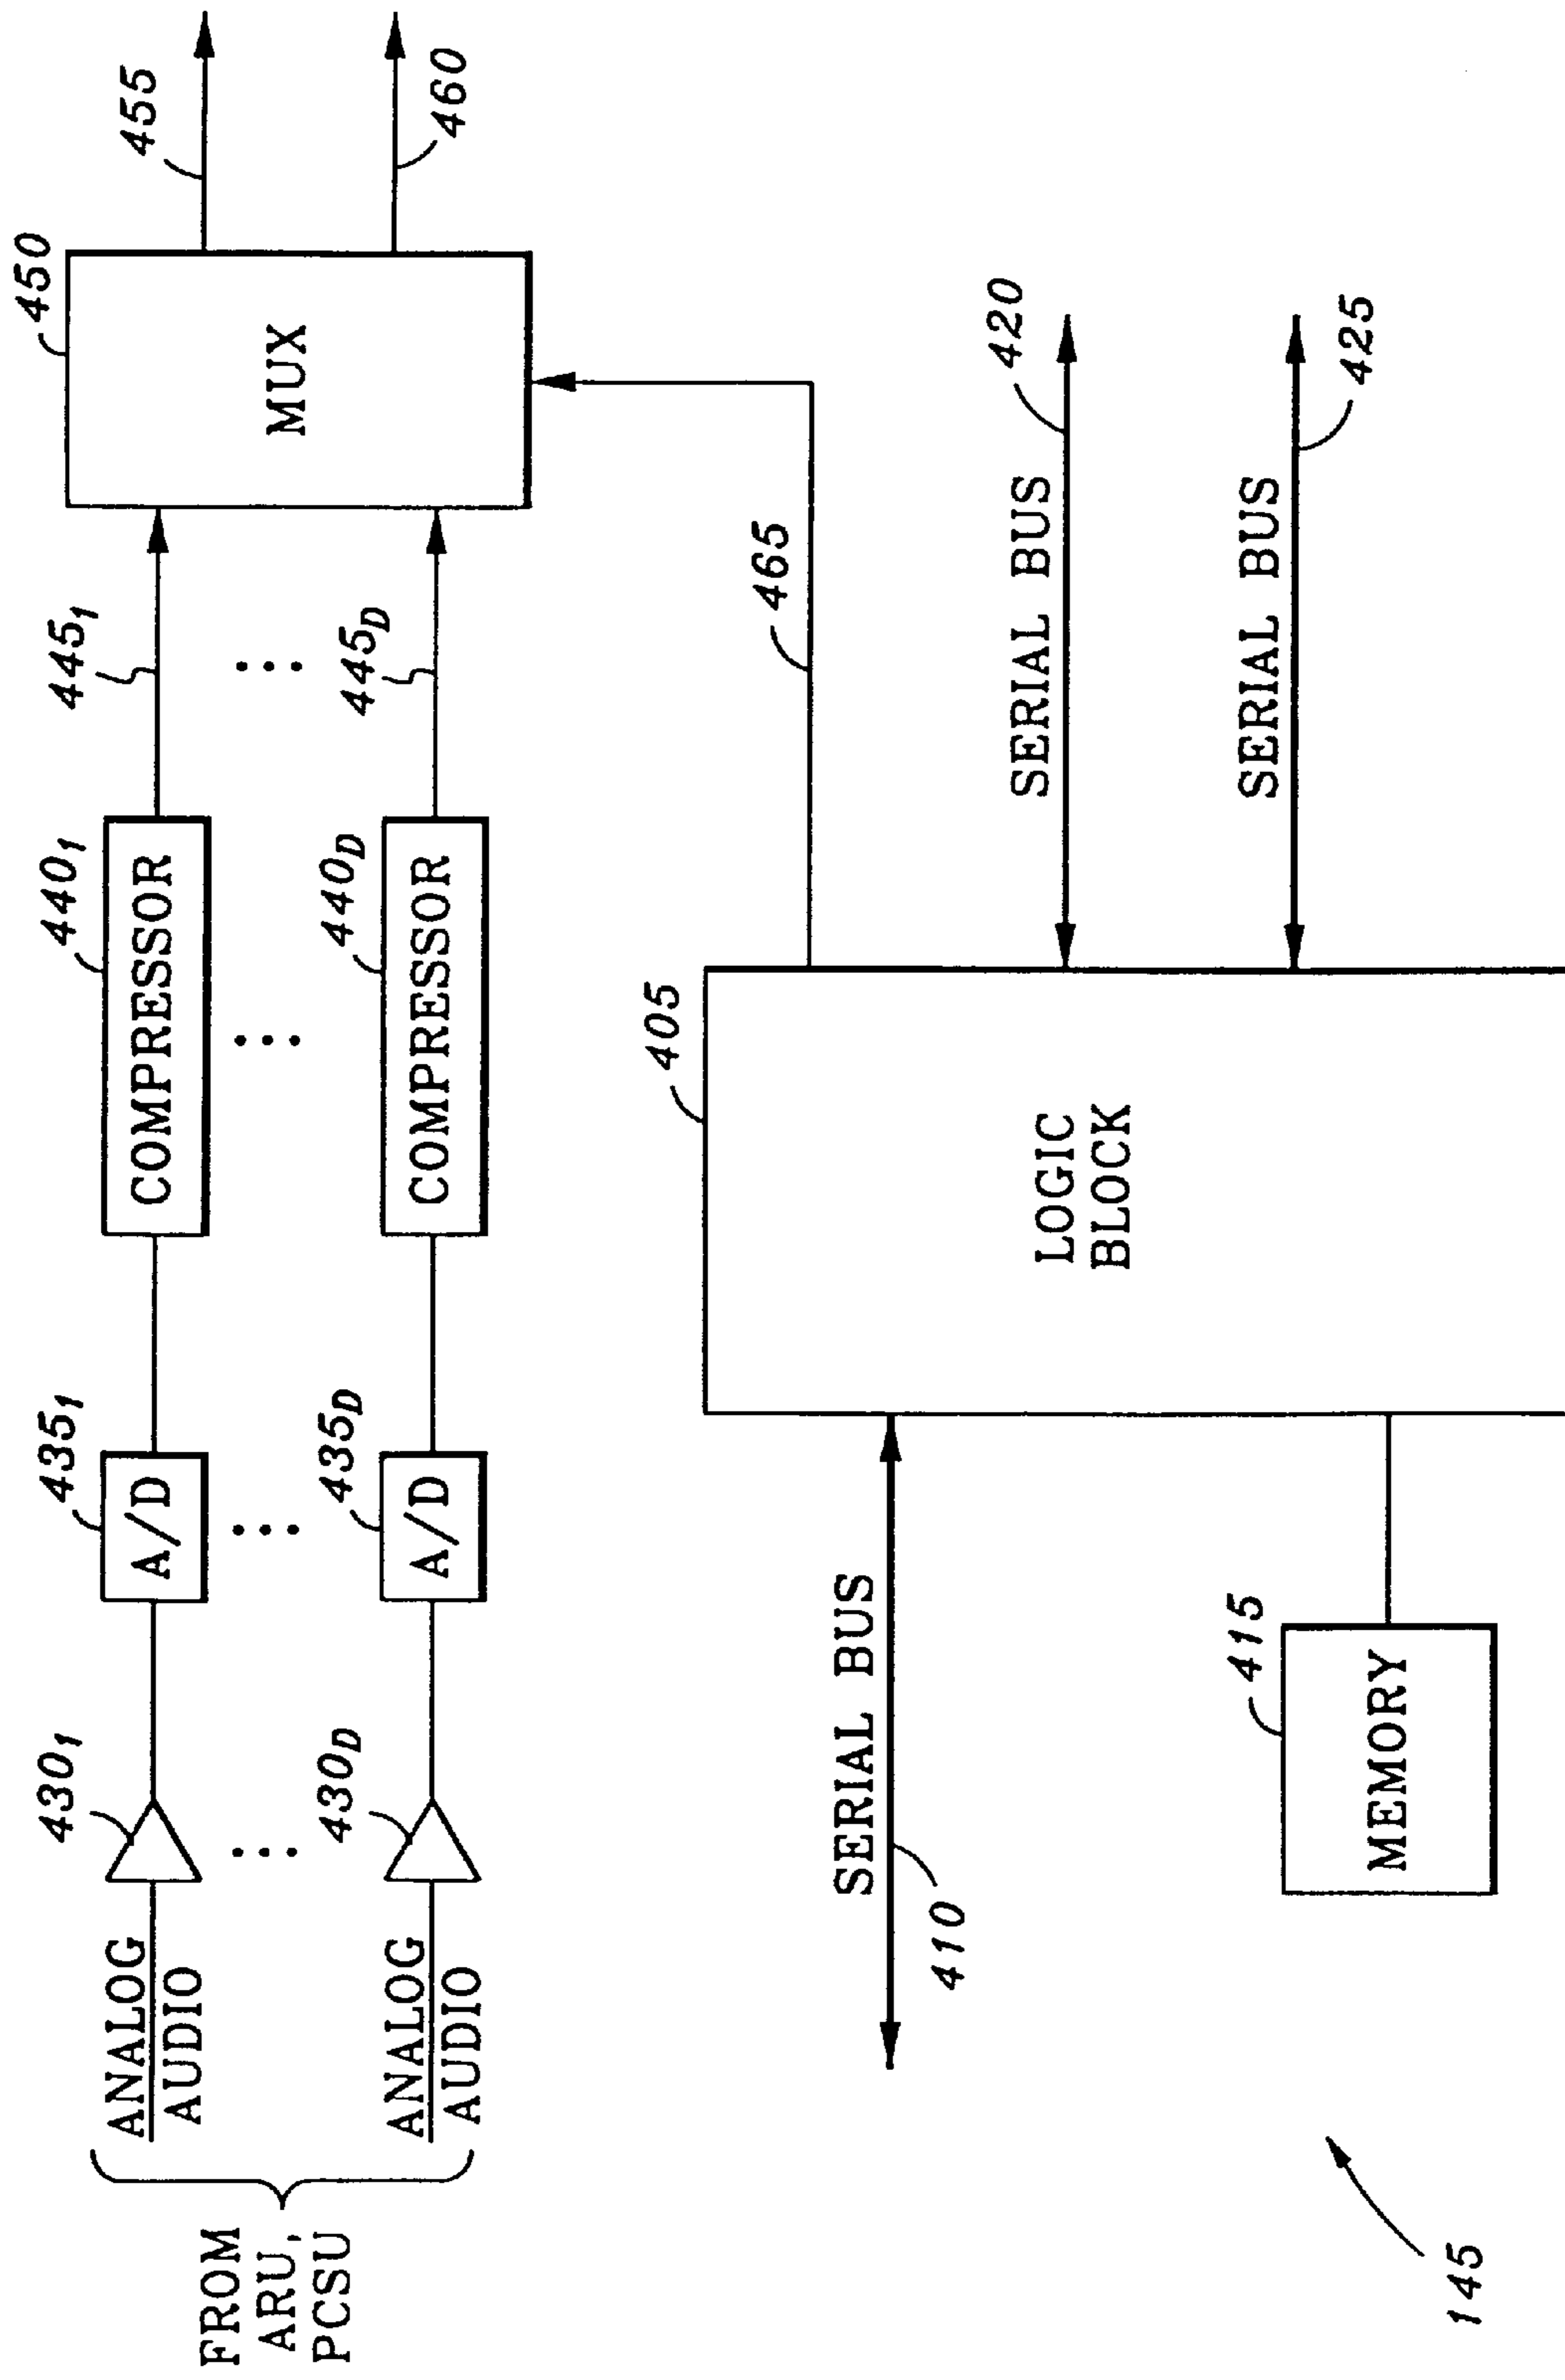 FROM
ARU,
PCSU
ANALOG
AUDIO
ANALOG
AUDIO
430₁
430_D
435₁
A/D
435_D
A/D
440₁
COMPRESSOR
440_D
COMPRESSOR
445₁
445_D
450
MUX
455
460
465
405
LOGIC
BLOCK
SERIAL BUS
410
SERIAL BUS
420
SERIAL BUS
425
415
MEMORY
145